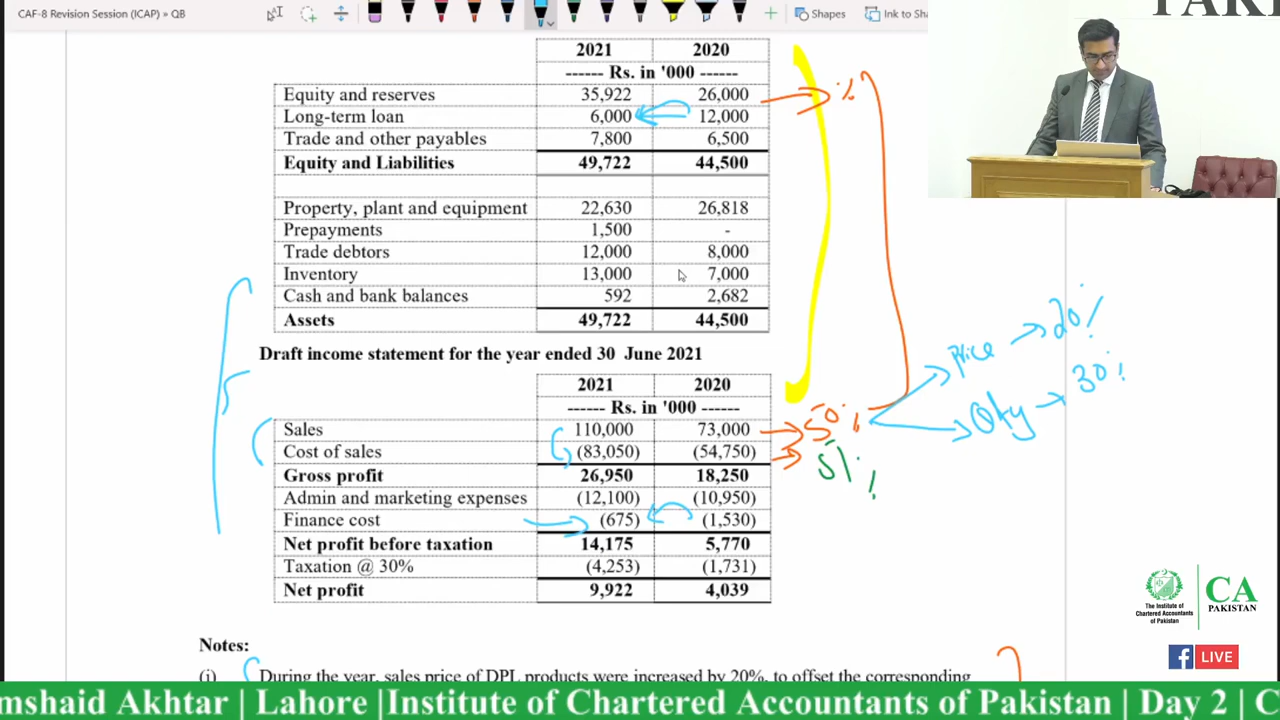 CAF-8 Revision Session (ICAP) » QB
Shapes
Ink to Sha
2021 2020
------ Rs. in '000 ------
Equity and reserves 35,922 26,000
Long-term loan 6,000 12,000
Trade and other payables 7,800 6,500
Equity and Liabilities 49,722 44,500
Property, plant and equipment 22,630 26,818
Prepayments 1,500 -
Trade debtors 12,000 8,000
Inventory 13,000 7,000
Cash and bank balances 592 2,682
Assets 49,722 44,500
Draft income statement for the year ended 30 June 2021
2021 2020
------ Rs. in '000 ------
Sales 110,000 73,000
Cost of sales (83,050) (54,750)
Gross profit 26,950 18,250
Admin and marketing expenses (12,100) (10,950)
Finance cost (675) (1,530)
Net profit before taxation 14,175 5,770
Taxation @ 30% (4,253) (1,731)
Net profit 9,922 4,039
%
50%
51%
Price → 20%
Qty → 30%
Notes:
(i) During the year, sales price of DPL products were increased by 20%, to offset the corresponding
The Institute of
Chartered Accountants
of Pakistan
CA
PAKISTAN
LIVE
mshaid Akhtar | Lahore |Institute of Chartered Accountants of Pakistan | Day 2 | C